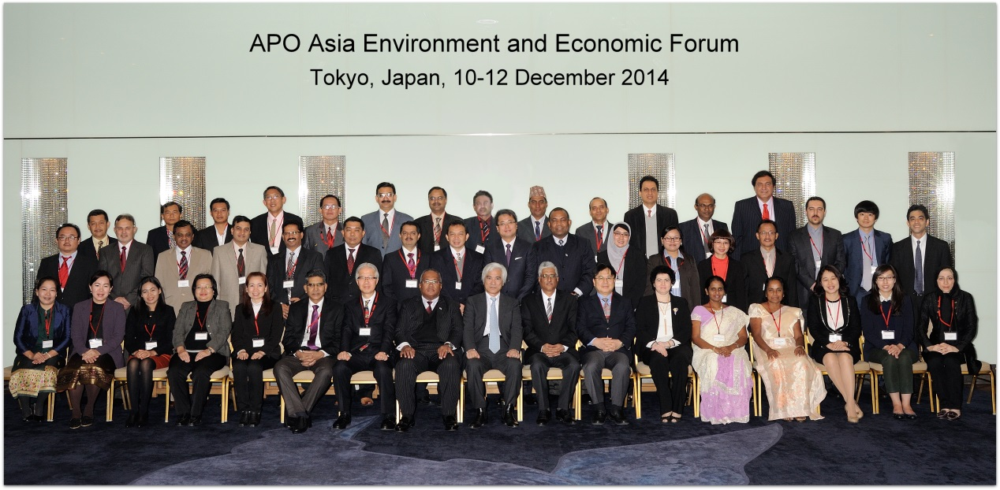 APO Asia Environment and Economic Forum
Tokyo, Japan, 10-12 December 2014